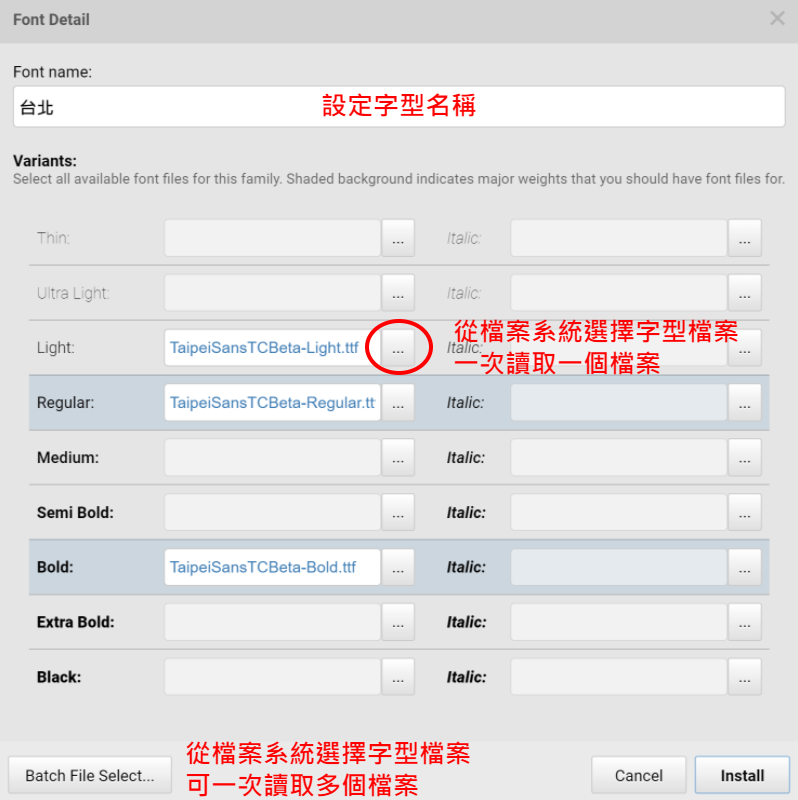 Font Detail
Font name:
台北
設定字型名稱
Variants:
Select all available font files for this family. Shaded background indicates major weights that you should have font files for.
Thin: ... Italic: ...
Ultra Light: ... Italic: ...
Light: TaipeiSansTCBeta-Light.ttf ... Italic: ...
從檔案系統選擇字型檔案
一次讀取一個檔案
Regular: TaipeiSansTCBeta-Regular.tt ... Italic: ...
Medium: ... Italic: ...
Semi Bold: ... Italic: ...
Bold: TaipeiSansTCBeta-Bold.ttf ... Italic: ...
Extra Bold: ... Italic: ...
Black: ... Italic: ...
Batch File Select...
從檔案系統選擇字型檔案
可一次讀取多個檔案
Cancel
Install